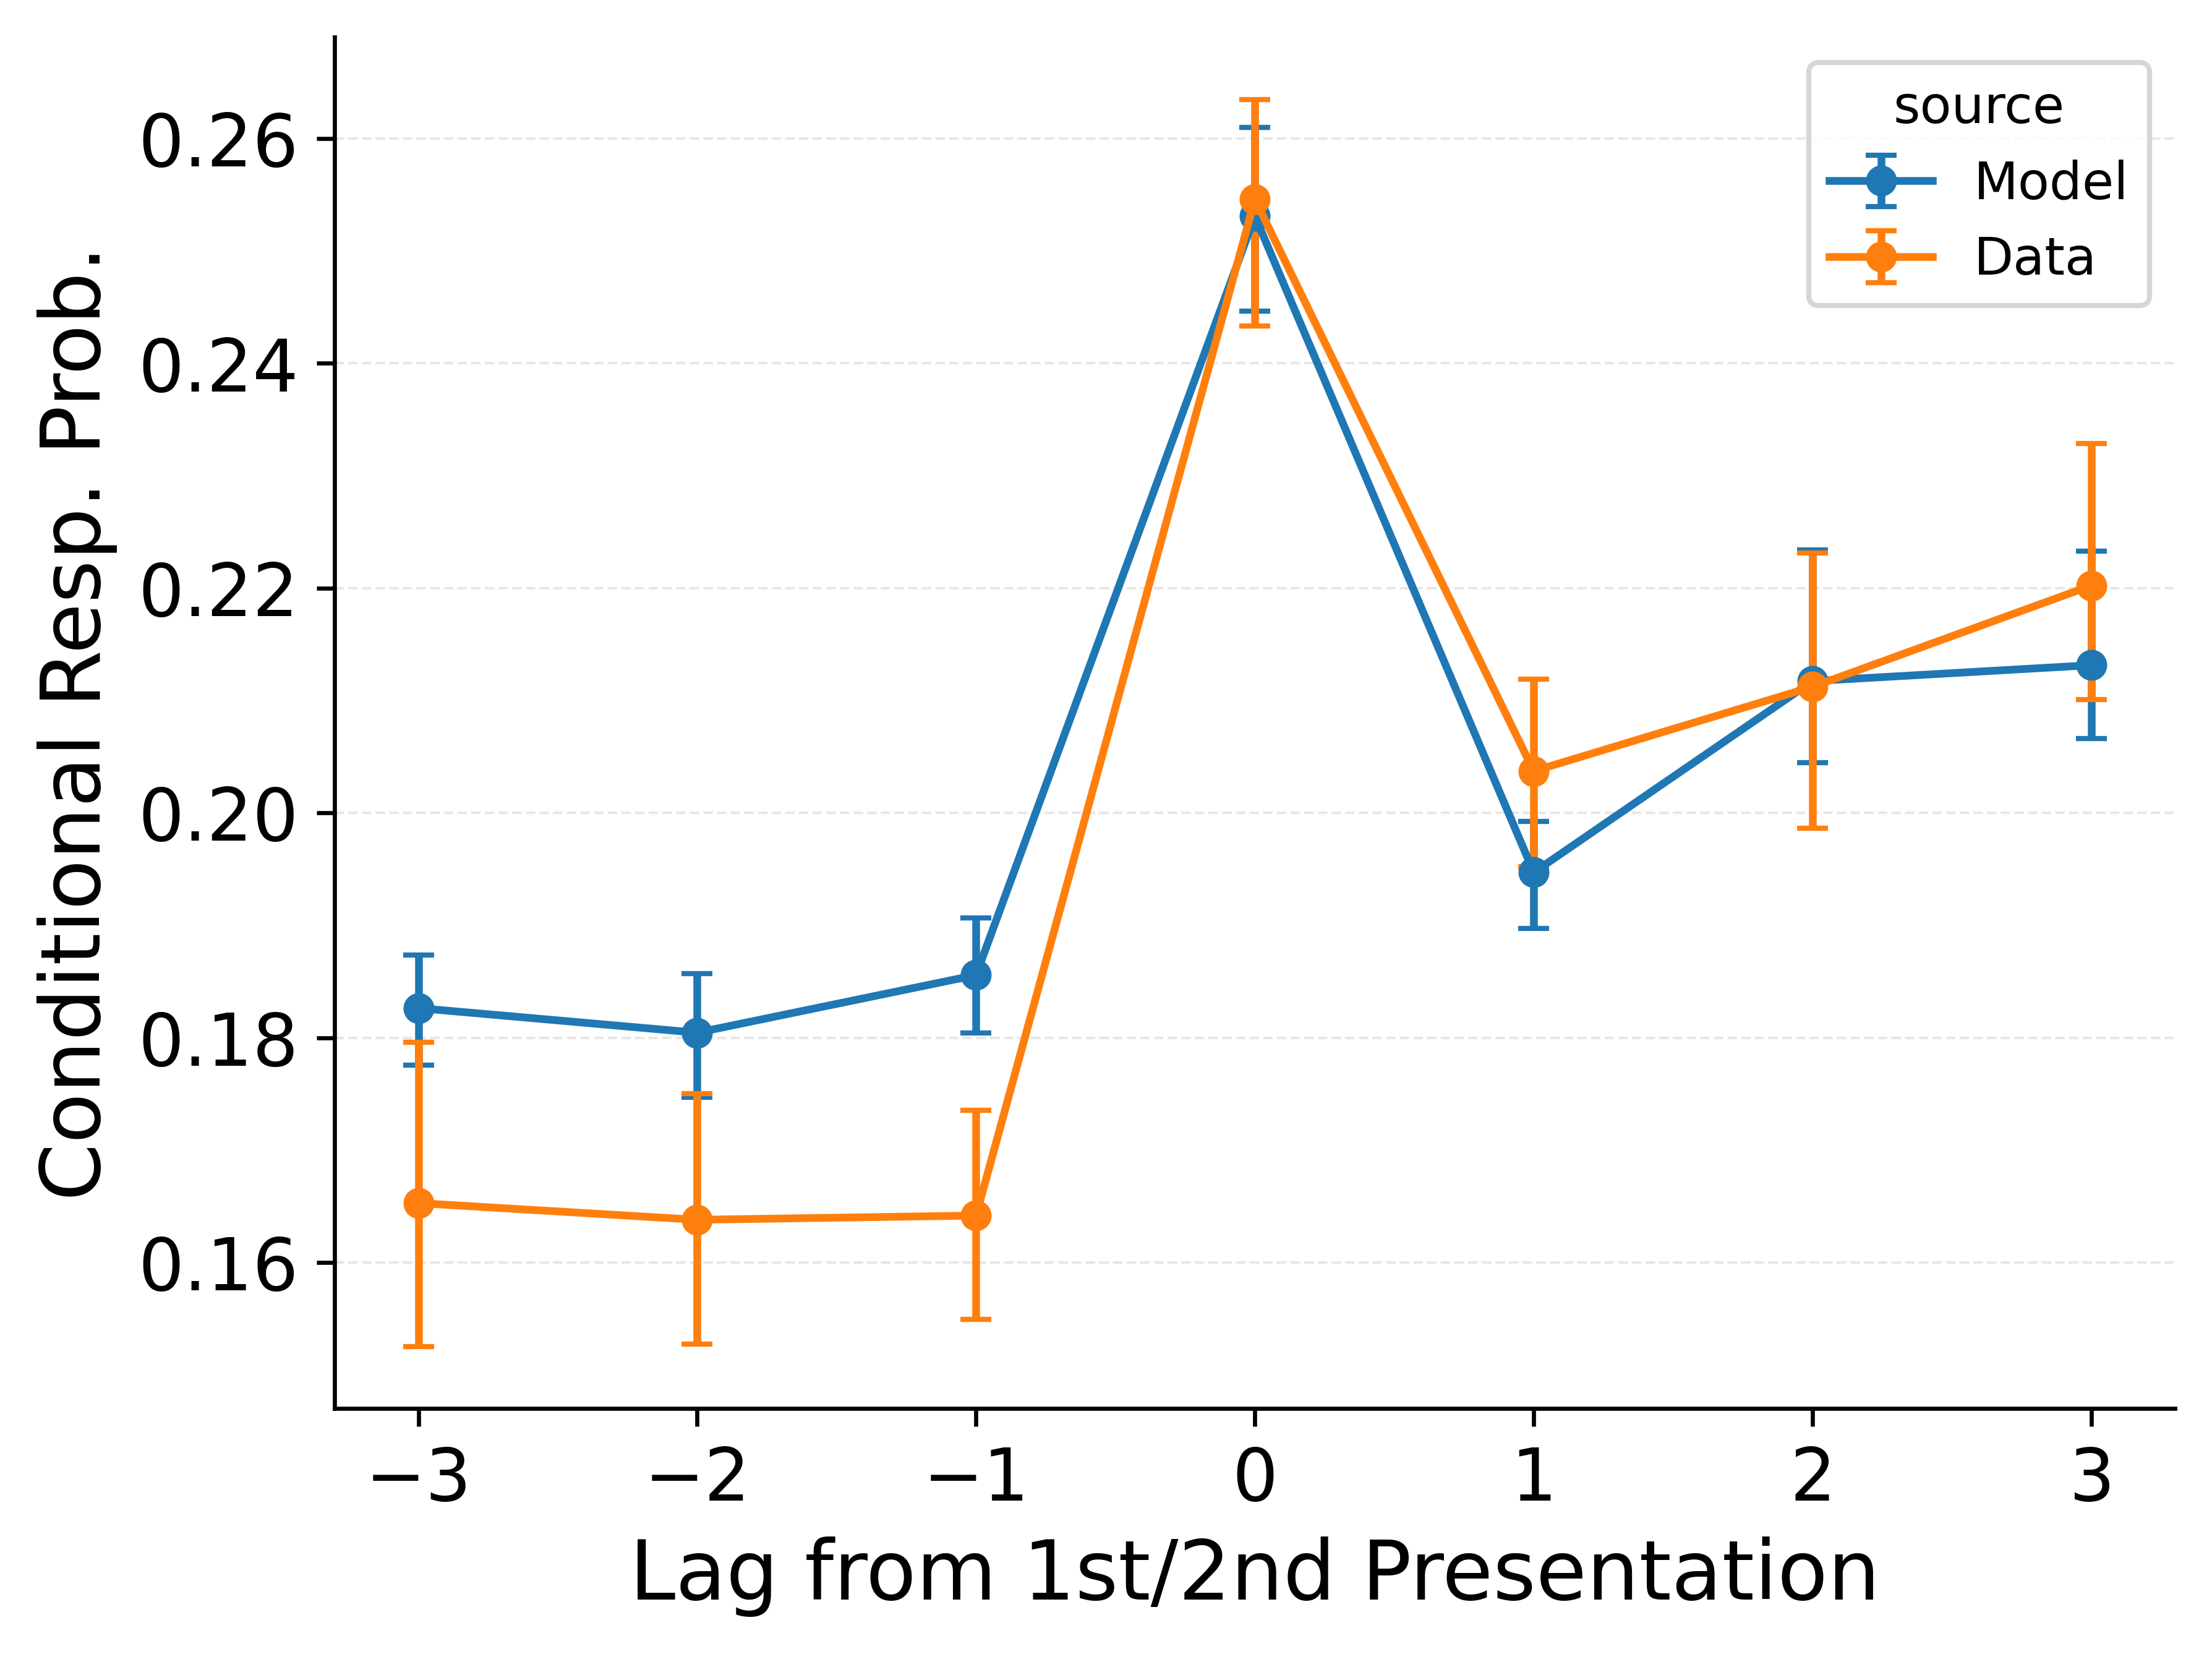 source
Model
Data
0.26
0.24
0.22
0.20
0.18
0.16
Conditional Resp. Prob.
−3 −2 −1 0 1 2 3
Lag from 1st/2nd Presentation